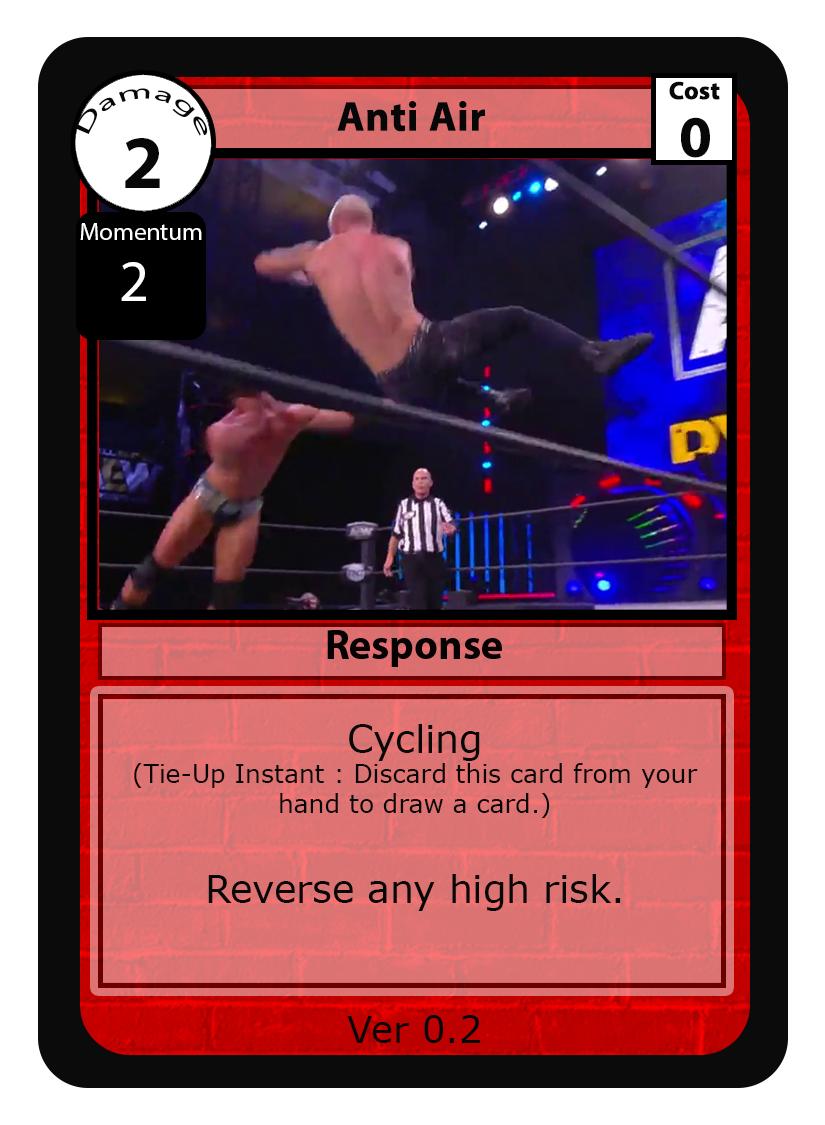 Damage
2
Anti Air
Cost
0
Momentum
2
Response
Cycling
(Tie-Up Instant : Discard this card from your
hand to draw a card.)
Reverse any high risk.
Ver 0.2